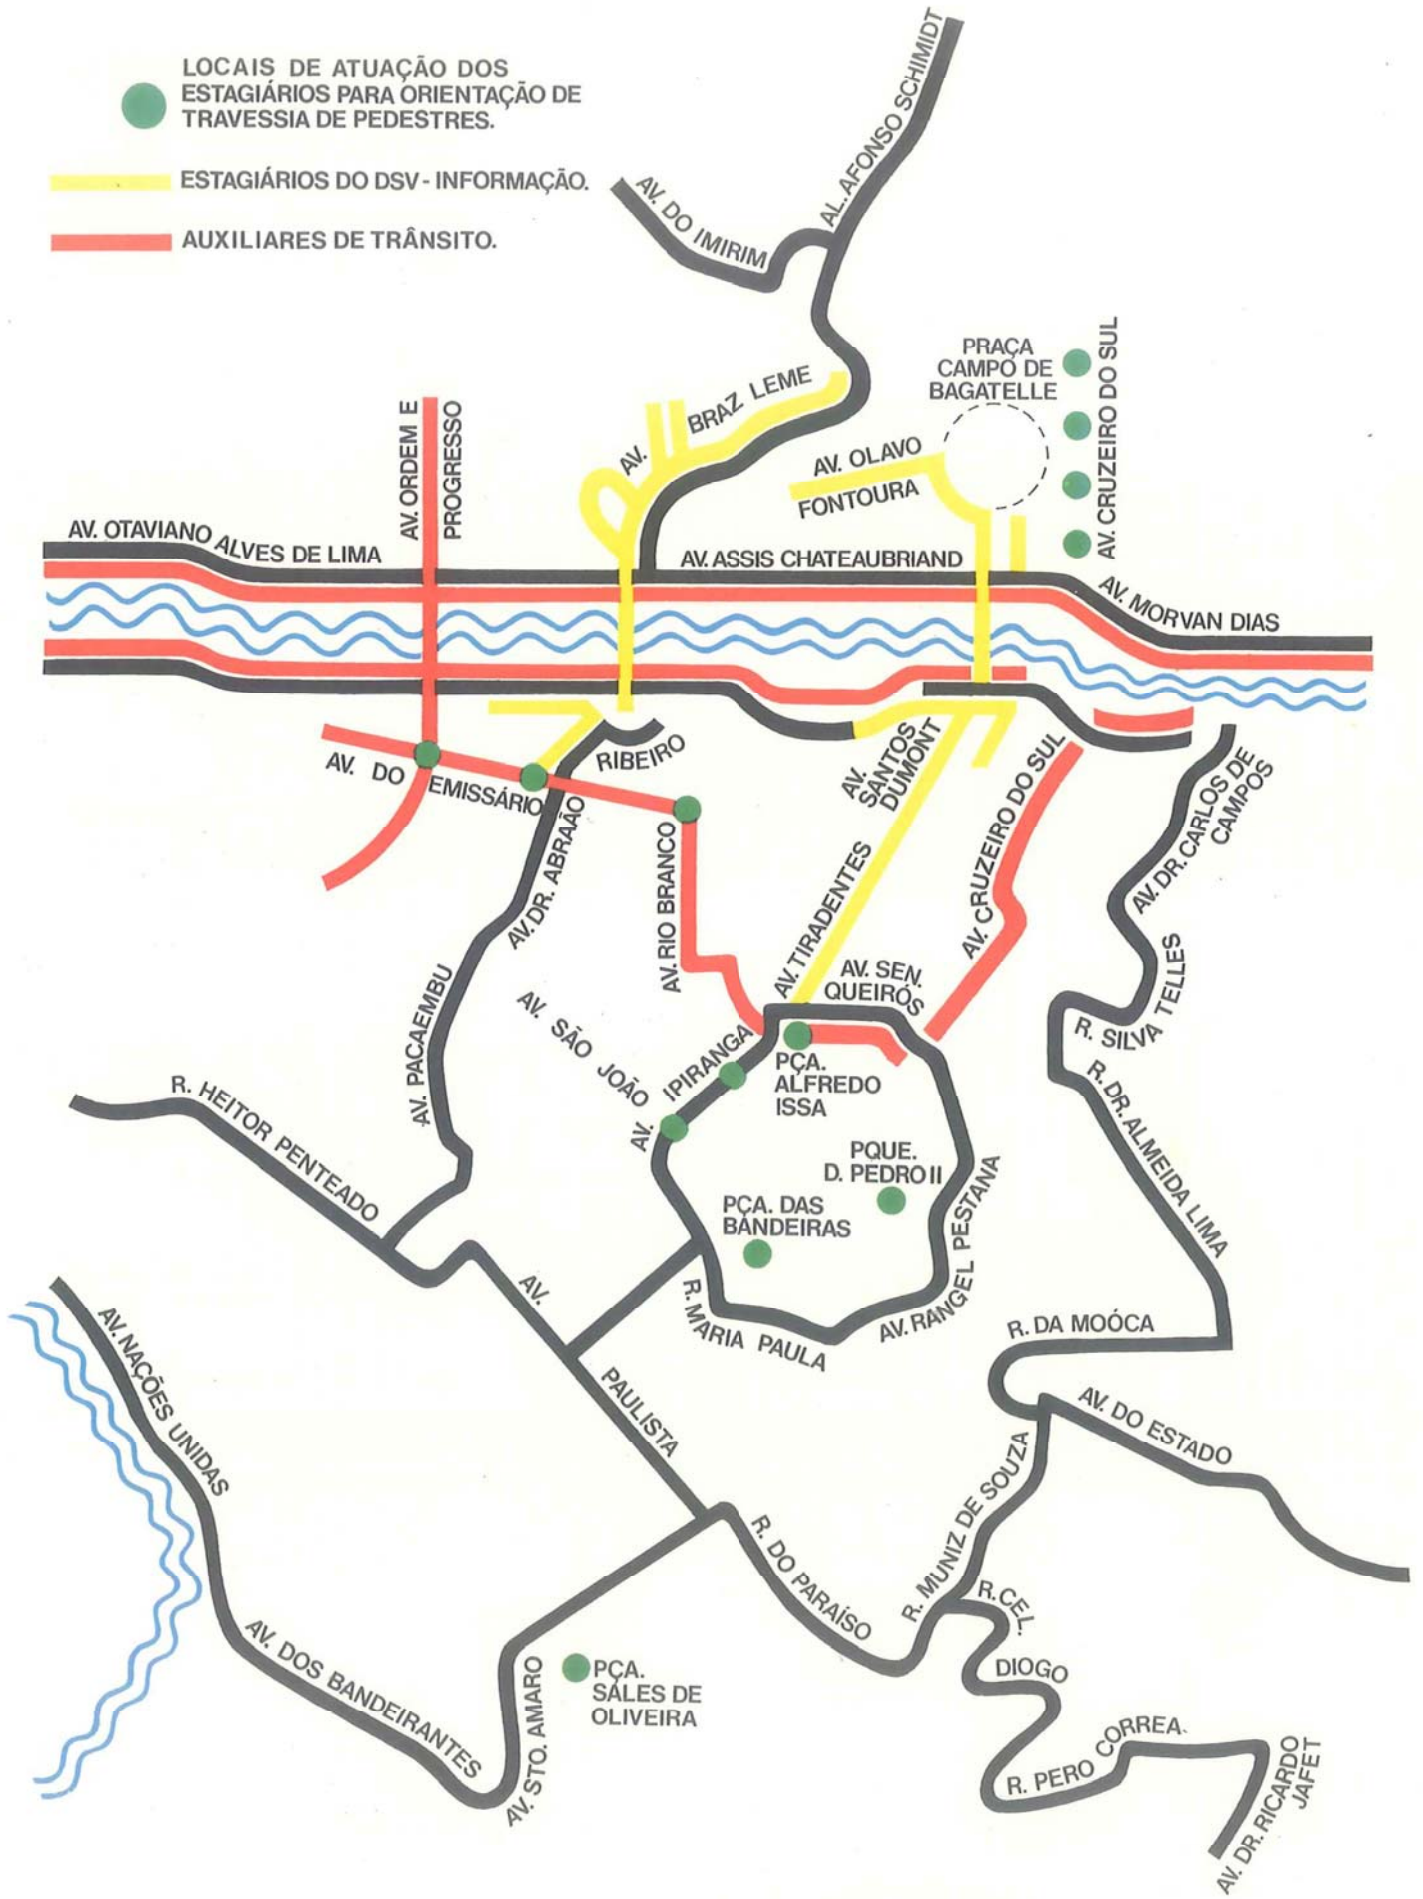 LOCAIS DE ATUAÇÃO DOS
ESTAGIÁRIOS PARA ORIENTAÇÃO DE
TRAVESSIA DE PEDESTRES.
ESTAGIÁRIOS DO DSV - INFORMAÇÃO.
AUXILIARES DE TRÂNSITO.
AL. AFONSO SCHIMIDT
AV. DO IMIRIM
PRAÇA
CAMPO DE
BAGATELLE
AV. CRUZEIRO DO SUL
AV. BRAZ LEME
AV. ORDEM E
PROGRESSO
AV. OLAVO
FONTOURA
AV. OTAVIANO ALVES DE LIMA
AV. ASSIS CHATEAUBRIAND
AV. MORVAN DIAS
AV. DO EMISSÁRIO
RIBEIRO
AV. DR. ABRAÃO
AV.
SANTOS
DUMONT
AV. CRUZEIRO DO SUL
AV. DR. CARLOS DE
CAMPOS
AV. RIO BRANCO
AV. TIRADENTES
AV. SEN.
QUEIRÓS
R. SILVA TELLES
AV. PACAEMBU
AV. SÃO JOÃO
AV. IPIRANGA
PÇA.
ALFREDO
ISSA
R. DR. ALMEIDA LIMA
R. HEITOR PENTEADO
PQUE.
D. PEDRO II
PÇA. DAS
BANDEIRAS
AV. RANGEL PESTANA
R. MARIA PAULA
AV. PAULISTA
R. DA MOÓCA
AV. DO ESTADO
AV. NAÇÕES UNIDAS
R. MUNIZ DE SOUZA
R. DO PARAÍSO
R. CEL.
DIOGO
AV. DOS BANDEIRANTES
AV. STO. AMARO
PÇA.
SALES DE
OLIVEIRA
R. PERO CORREA.
AV. DR. RICARDO
JAFET